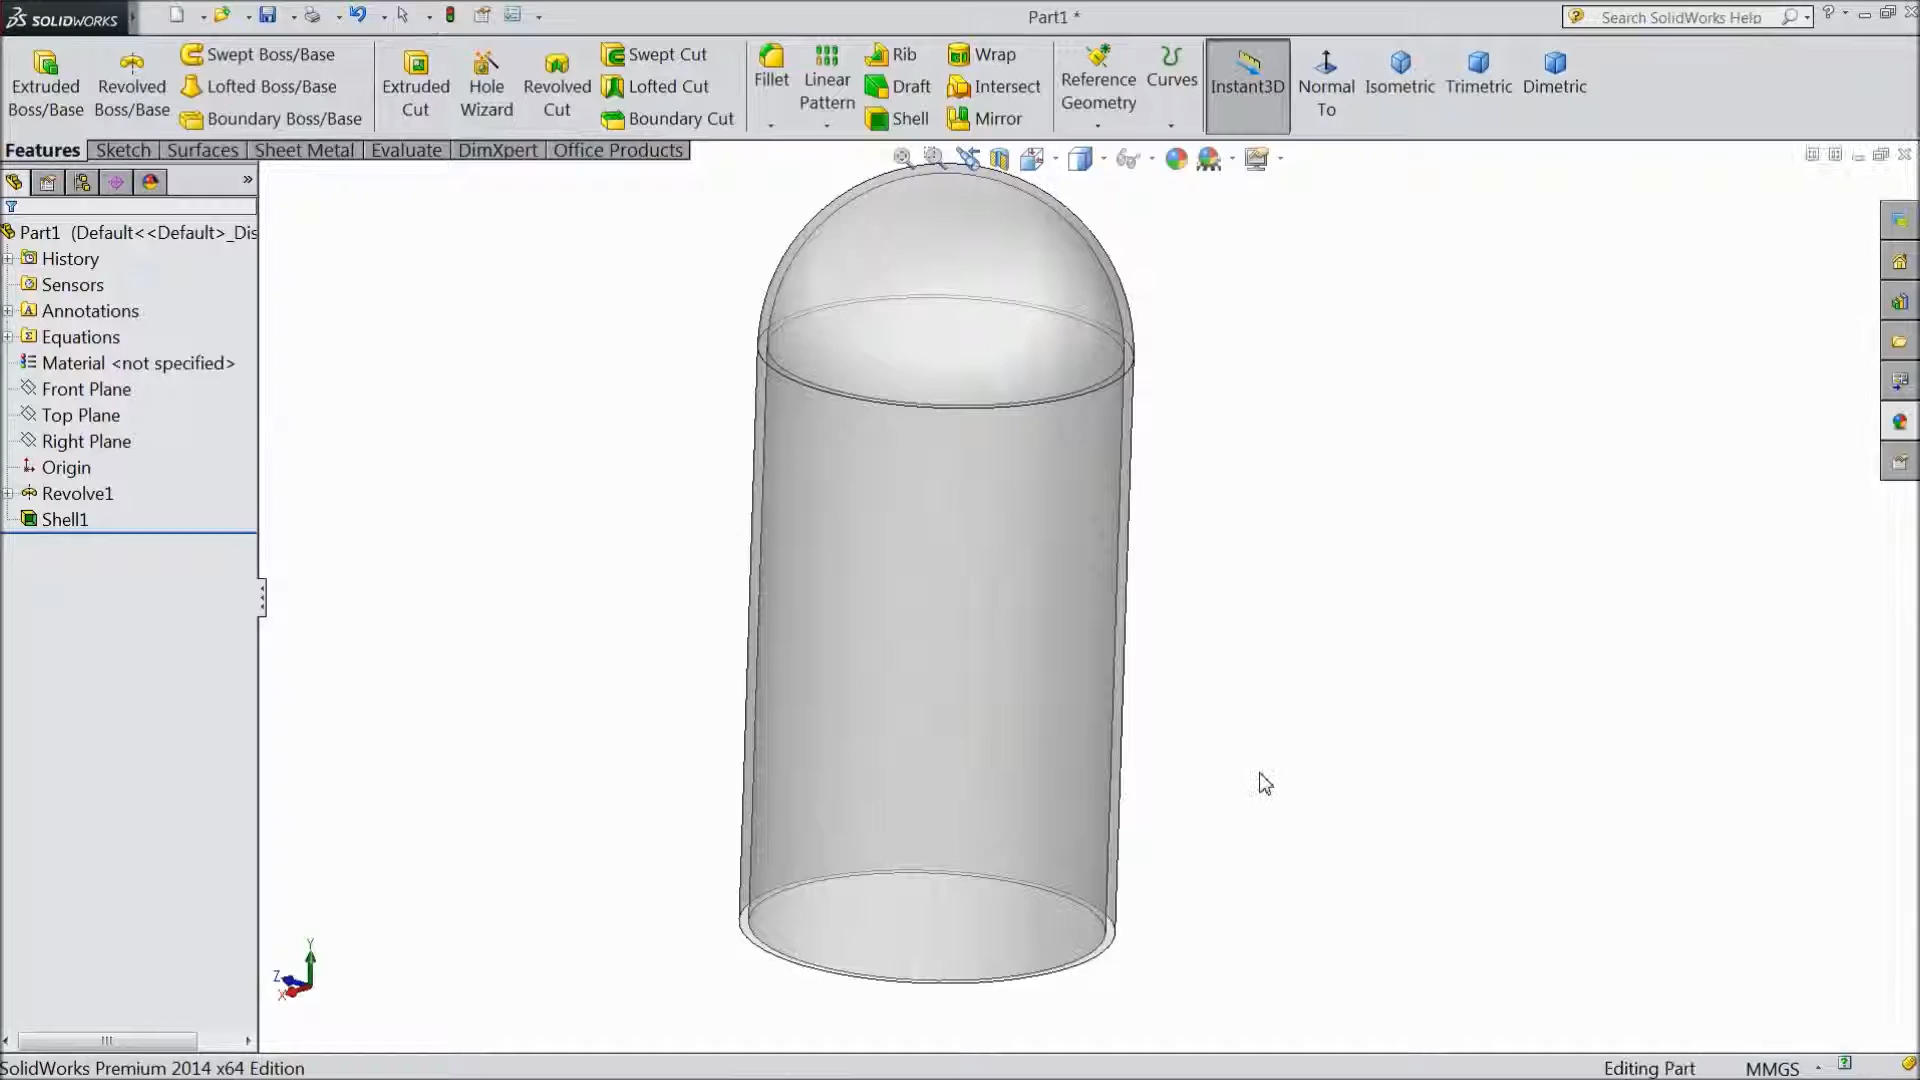 SOLIDWORKS
Part1 *
Search SolidWorks Help
Extruded Boss/Base
Revolved Boss/Base
Swept Boss/Base
Lofted Boss/Base
Boundary Boss/Base
Extruded Cut
Hole Wizard
Revolved Cut
Swept Cut
Lofted Cut
Boundary Cut
Fillet
Linear Pattern
Rib
Draft
Shell
Wrap
Intersect
Mirror
Reference Geometry
Curves
Instant3D
Normal To
Isometric
Trimetric
Dimetric
Features
Sketch
Surfaces
Sheet Metal
Evaluate
DimXpert
Office Products
Part1 (Default<<Default>_Dis
History
Sensors
Annotations
Equations
Material <not specified>
Front Plane
Top Plane
Right Plane
Origin
Revolve1
Shell1
Y
Z
X
SolidWorks Premium 2014 x64 Edition
Editing Part
MMGS